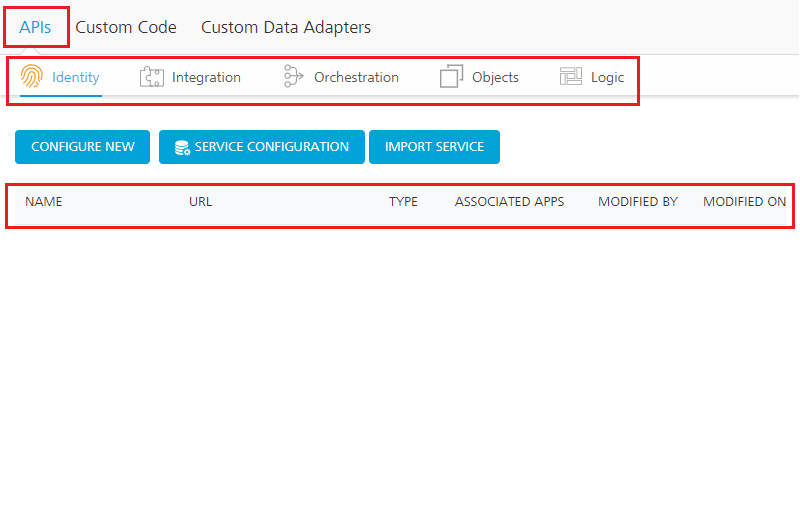 APIs Custom Code Custom Data Adapters
Identity Integration Orchestration Objects Logic
CONFIGURE NEW SERVICE CONFIGURATION IMPORT SERVICE
NAME URL TYPE ASSOCIATED APPS MODIFIED BY MODIFIED ON